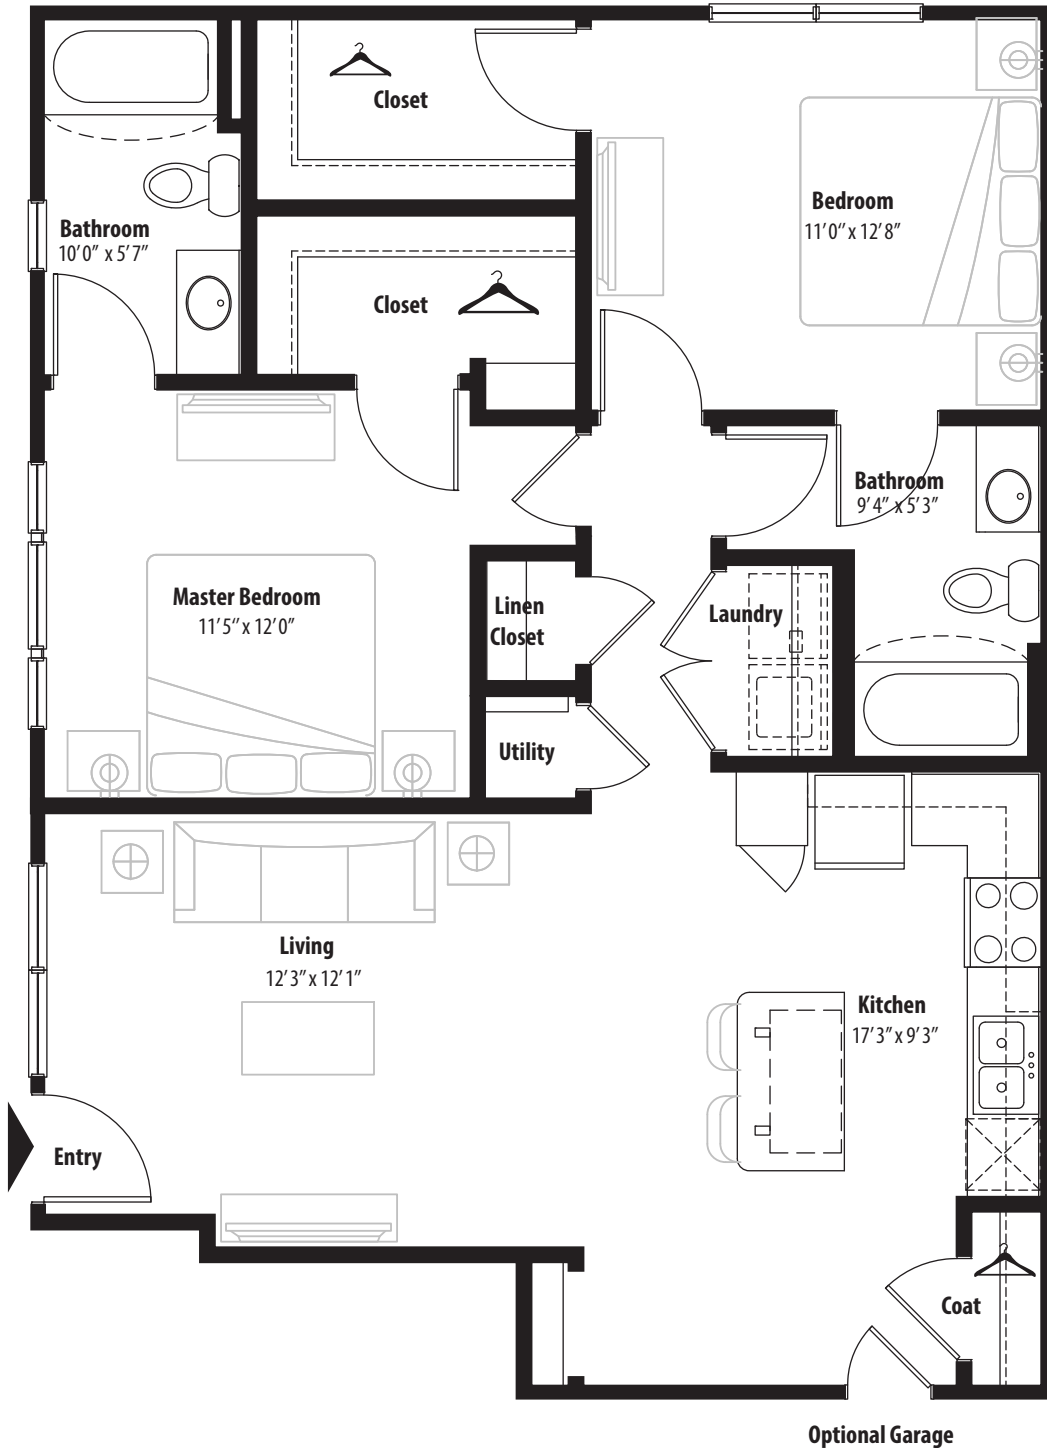 Closet
Bedroom
11’0” x 12’8”
Bathroom
10’0” x 5’7”
Closet
Bathroom
9’4” x 5’3”
Master Bedroom
11’5” x 12’0”
Linen
Closet
Laundry
Utility
Living
12’3” x 12’1”
Kitchen
17’3” x 9’3”
Entry
Coat
Optional Garage